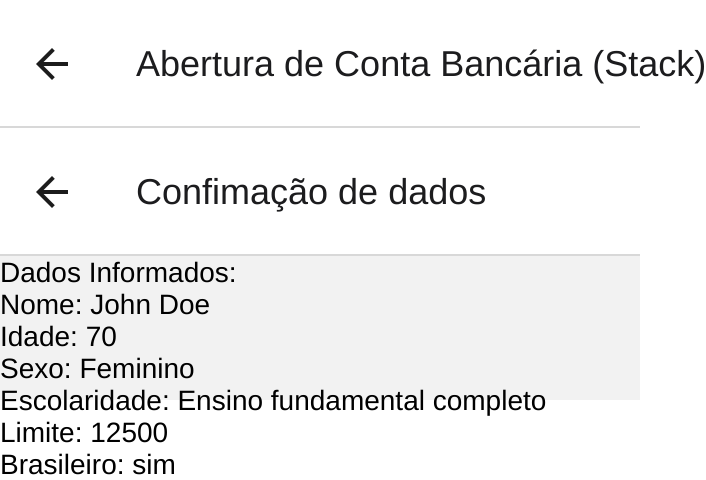 Abertura de Conta Bancária (Stack)
Confimação de dados
Dados Informados:
Nome: John Doe
Idade: 70
Sexo: Feminino
Escolaridade: Ensino fundamental completo
Limite: 12500
Brasileiro: sim